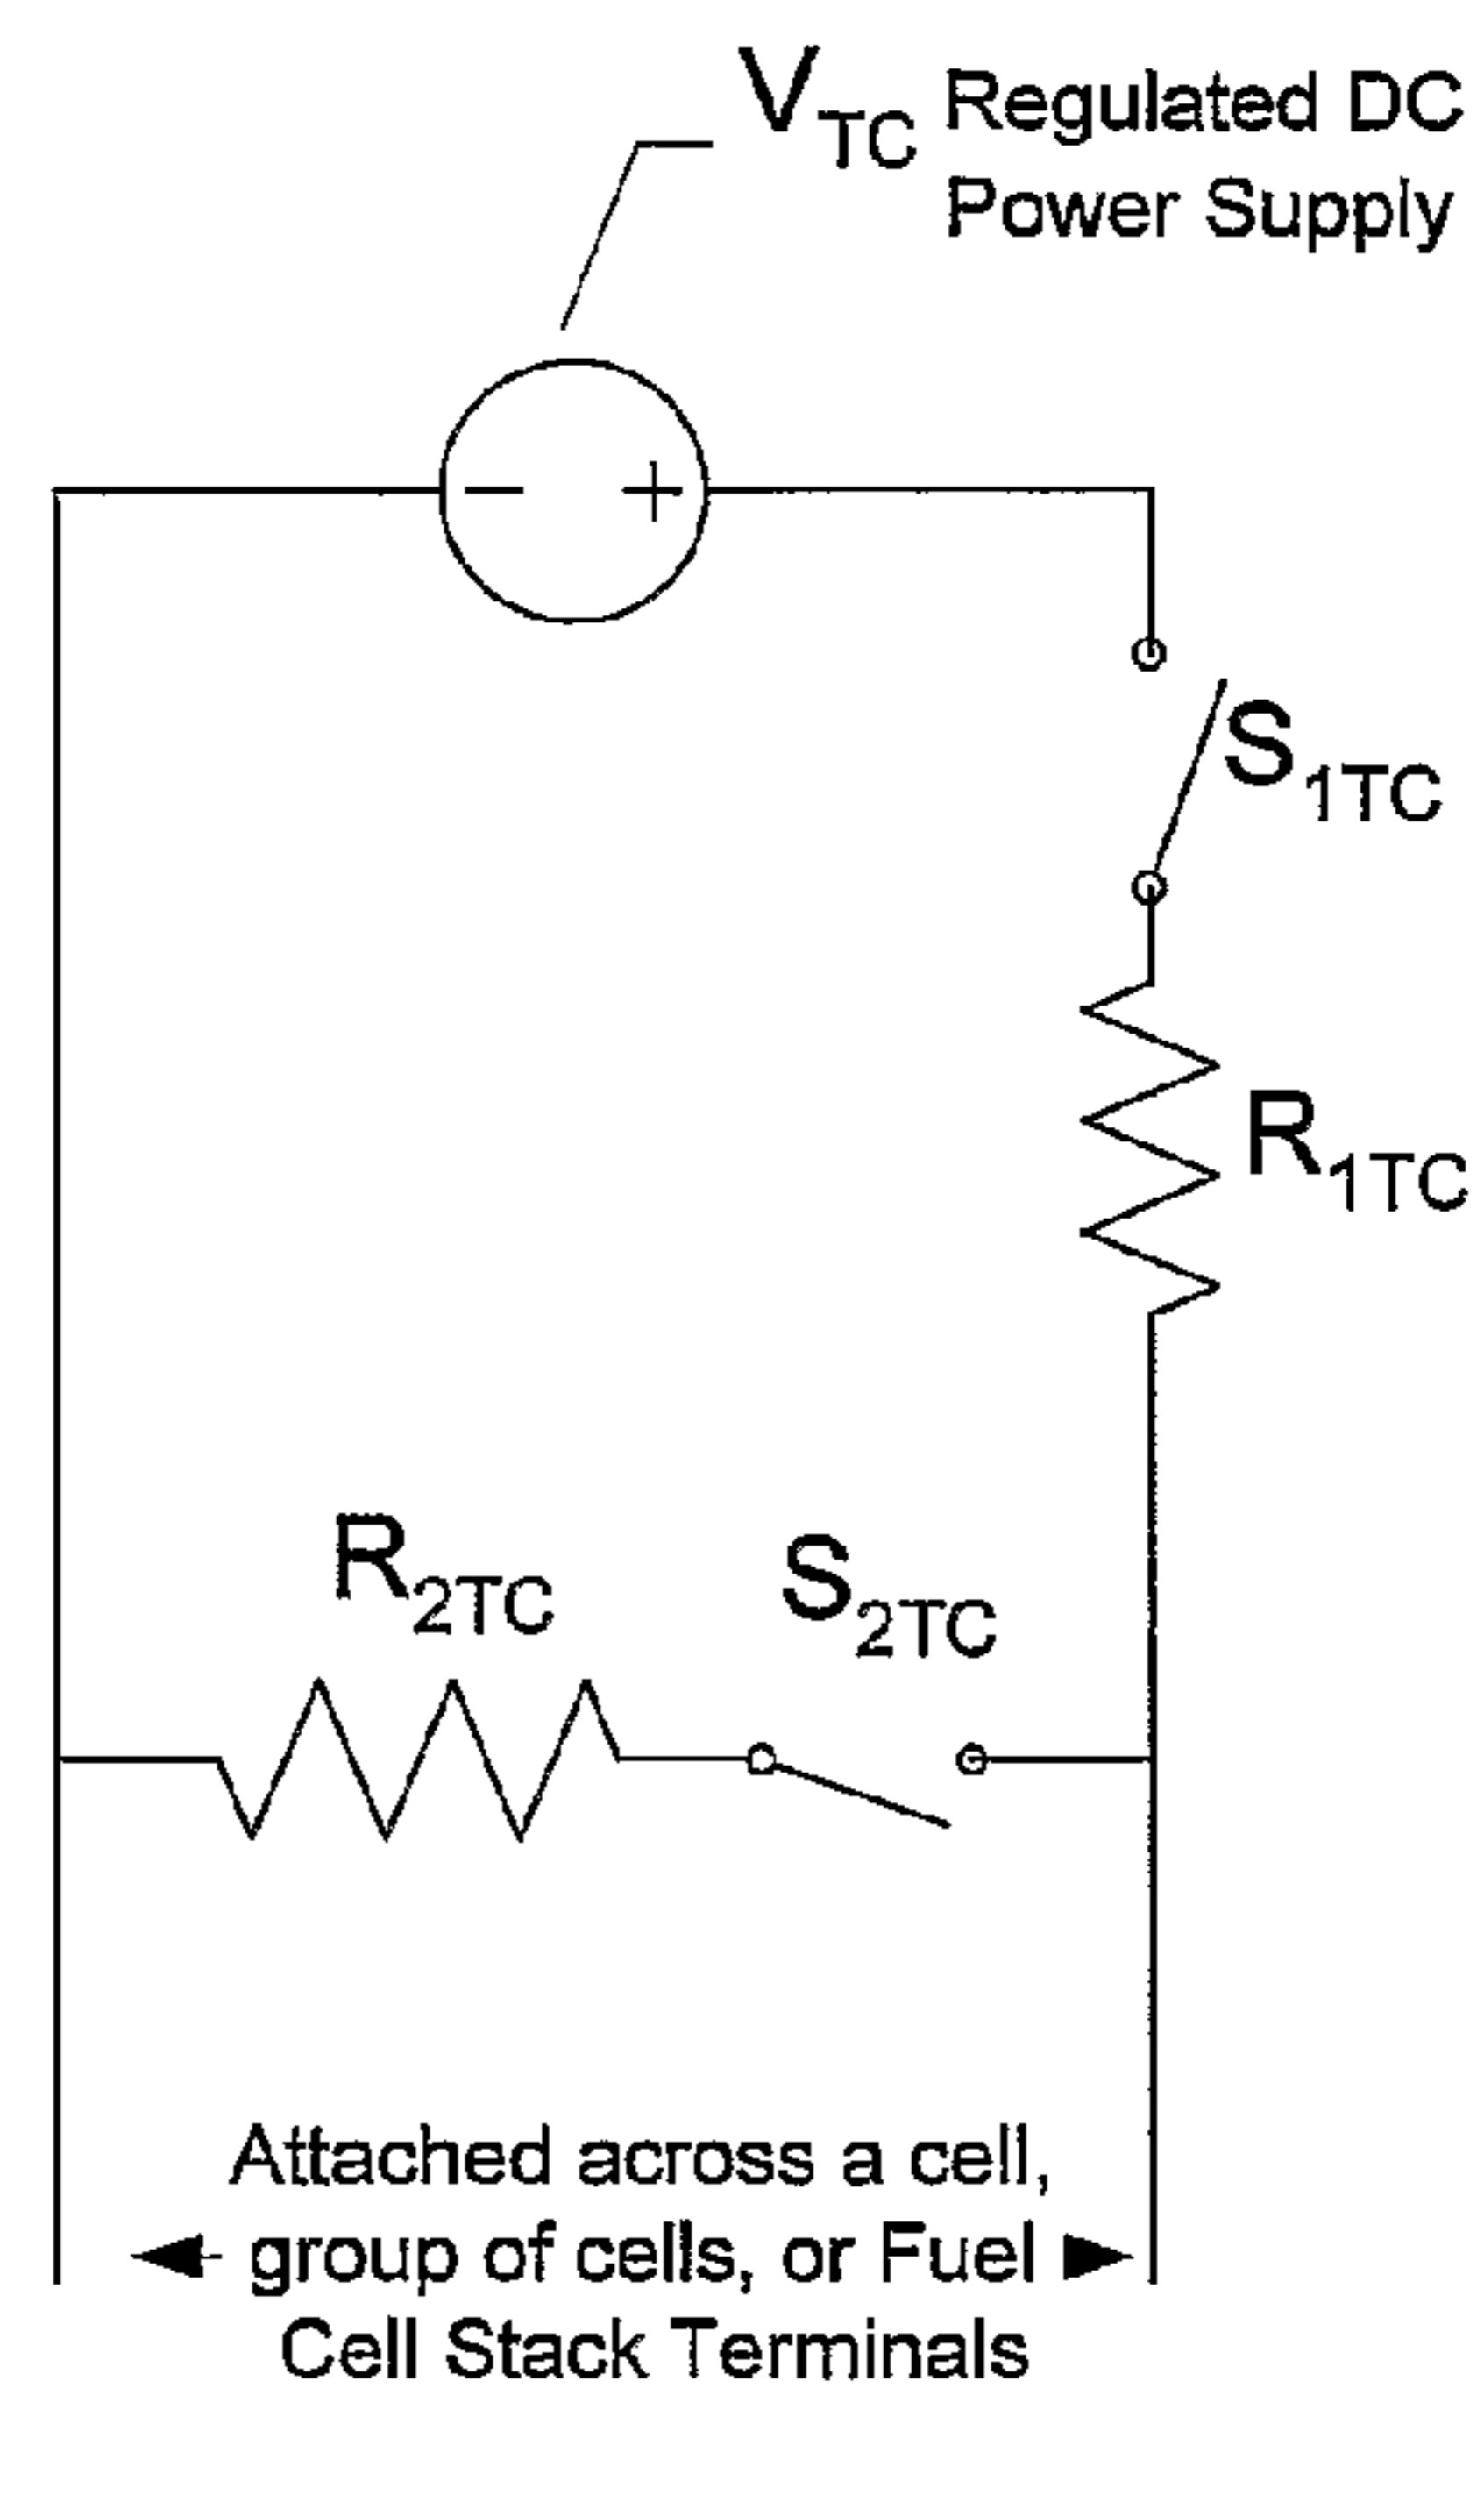 V_TC Regulated DC
Power Supply
− +
S_1TC
R_1TC
R_2TC S_2TC
Attached across a cell,
group of cells, or Fuel
Cell Stack Terminals